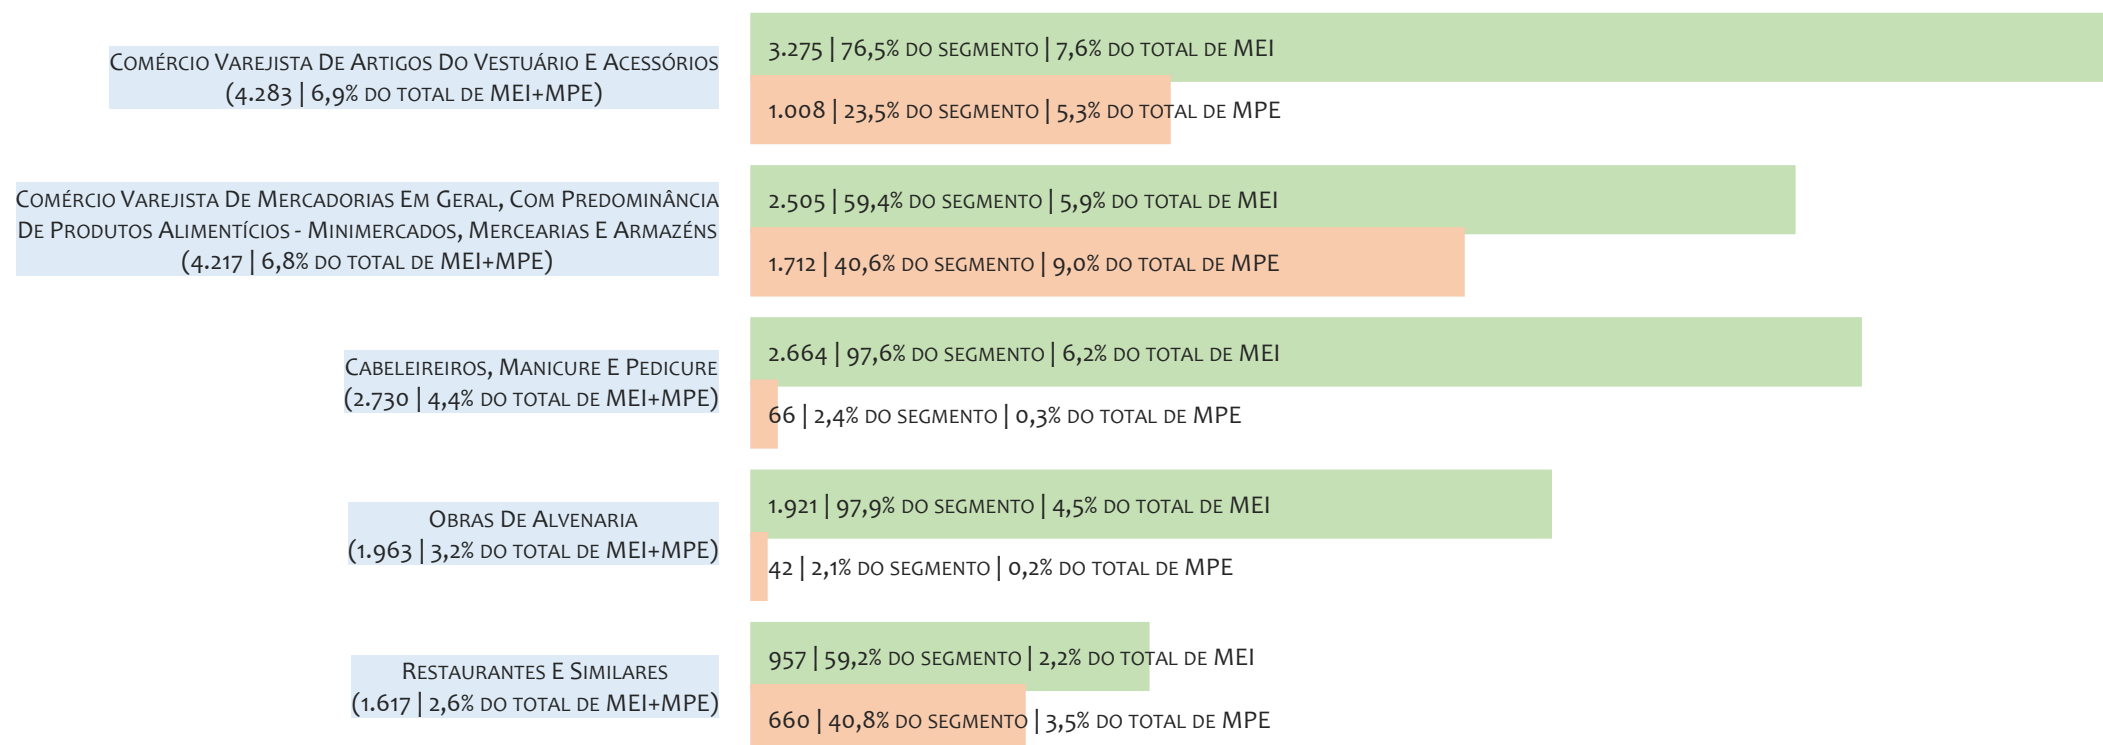 Comércio Varejista De Artigos Do Vestuário E Acessórios
(4.283 | 6,9% do total de MEI+MPE)
3.275 | 76,5% do segmento | 7,6% do total de MEI
1.008 | 23,5% do segmento | 5,3% do total de MPE
Comércio Varejista De Mercadorias Em Geral, Com Predominância
De Produtos Alimentícios - Minimercados, Mercearias E Armazéns
(4.217 | 6,8% do total de MEI+MPE)
2.505 | 59,4% do segmento | 5,9% do total de MEI
1.712 | 40,6% do segmento | 9,0% do total de MPE
Cabeleireiros, Manicure E Pedicure
(2.730 | 4,4% do total de MEI+MPE)
2.664 | 97,6% do segmento | 6,2% do total de MEI
66 | 2,4% do segmento | 0,3% do total de MPE
Obras De Alvenaria
(1.963 | 3,2% do total de MEI+MPE)
1.921 | 97,9% do segmento | 4,5% do total de MEI
42 | 2,1% do segmento | 0,2% do total de MPE
Restaurantes E Similares
(1.617 | 2,6% do total de MEI+MPE)
957 | 59,2% do segmento | 2,2% do total de MEI
660 | 40,8% do segmento | 3,5% do total de MPE